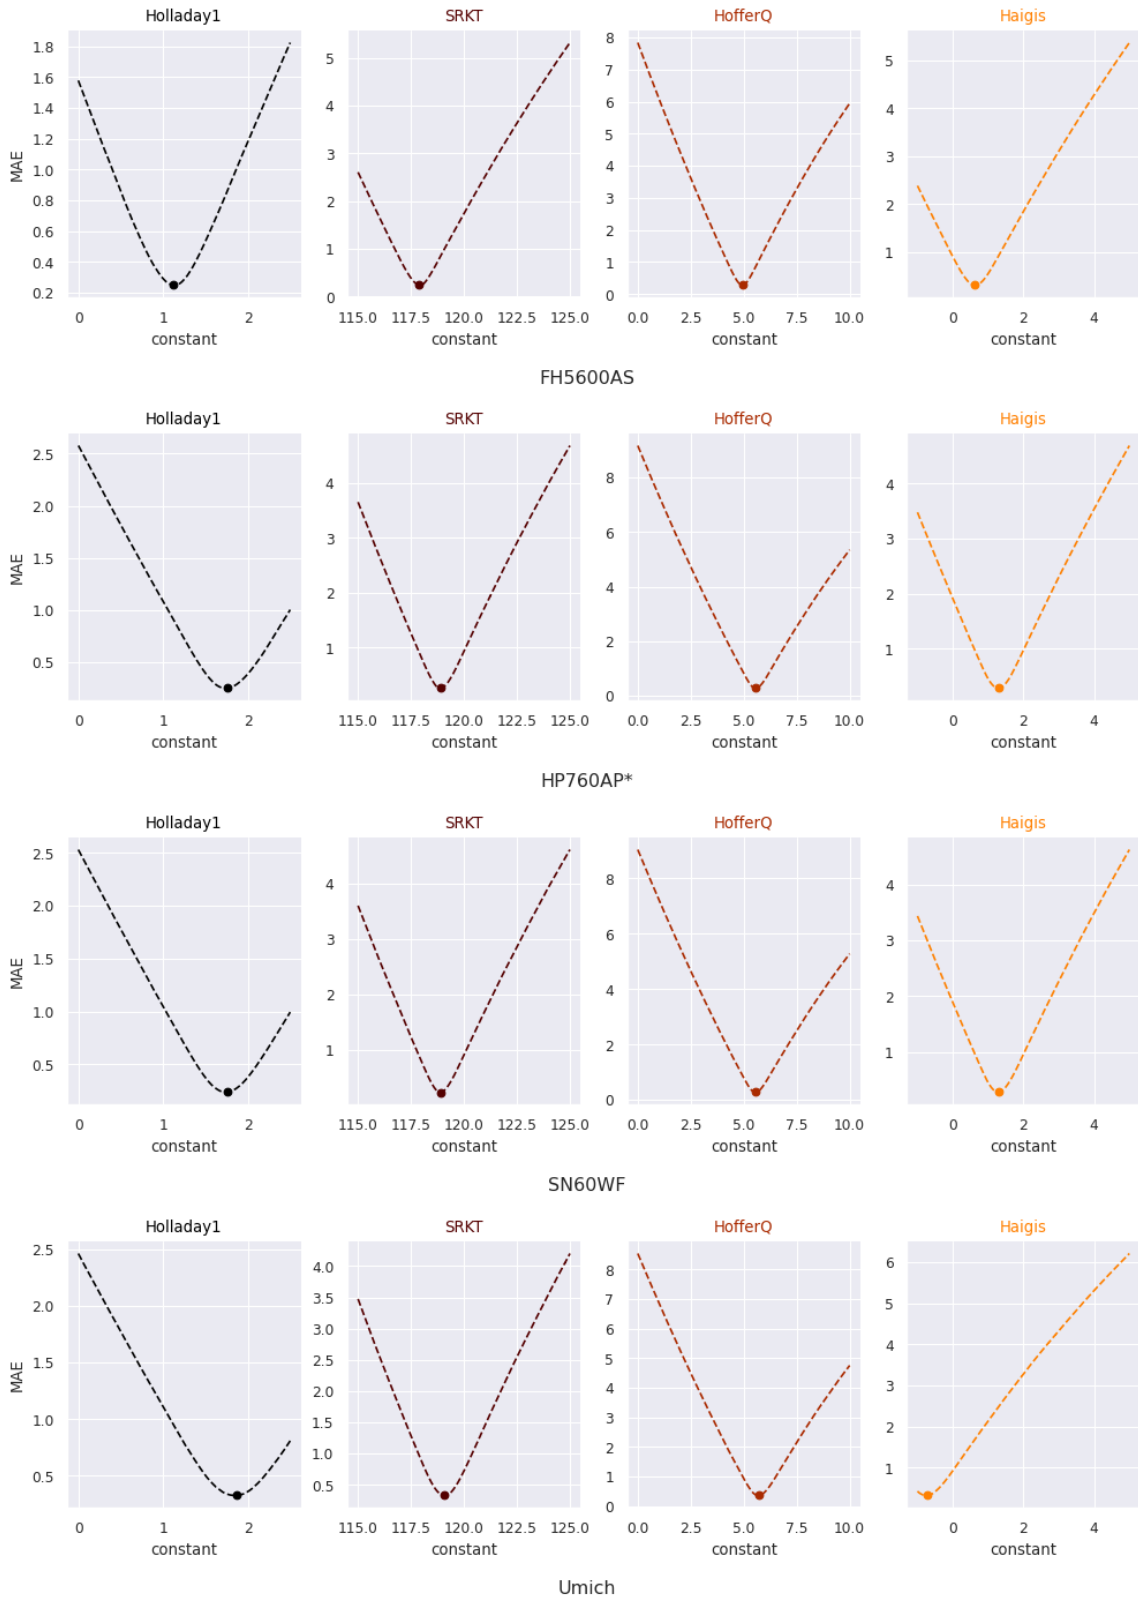 Holladay1 SRKT HofferQ Haigis
1.8 1.6 1.4 1.2 1.0 0.8 0.6 0.4 0.2
MAE
0 1 2
constant
5 4 3 2 1 0
115.0 117.5 120.0 122.5 125.0
constant
8 7 6 5 4 3 2 1 0
0.0 2.5 5.0 7.5 10.0
constant
5 4 3 2 1
0 2 4
constant
FH5600AS
Holladay1 SRKT HofferQ Haigis
2.5 2.0 1.5 1.0 0.5
MAE
0 1 2
constant
4 3 2 1
115.0 117.5 120.0 122.5 125.0
constant
8 6 4 2 0
0.0 2.5 5.0 7.5 10.0
constant
4 3 2 1
0 2 4
constant
HP760AP*
Holladay1 SRKT HofferQ Haigis
2.5 2.0 1.5 1.0 0.5
MAE
0 1 2
constant
4 3 2 1
115.0 117.5 120.0 122.5 125.0
constant
8 6 4 2 0
0.0 2.5 5.0 7.5 10.0
constant
4 3 2 1
0 2 4
constant
SN60WF
Holladay1 SRKT HofferQ Haigis
2.5 2.0 1.5 1.0 0.5
MAE
0 1 2
constant
4.0 3.5 3.0 2.5 2.0 1.5 1.0 0.5
115.0 117.5 120.0 122.5 125.0
constant
8 7 6 5 4 3 2 1 0
0.0 2.5 5.0 7.5 10.0
constant
6 5 4 3 2 1
0 2 4
constant
Umich